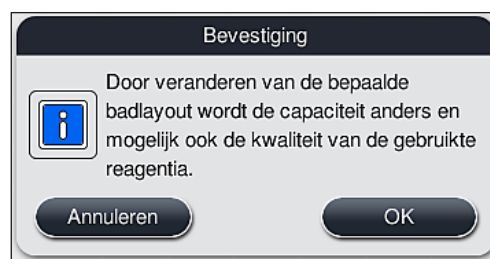 Bevestiging
Door veranderen van de bepaalde
badlayout wordt de capaciteit anders en
mogelijk ook de kwaliteit van de gebruikte
reagentia.
Annuleren
OK